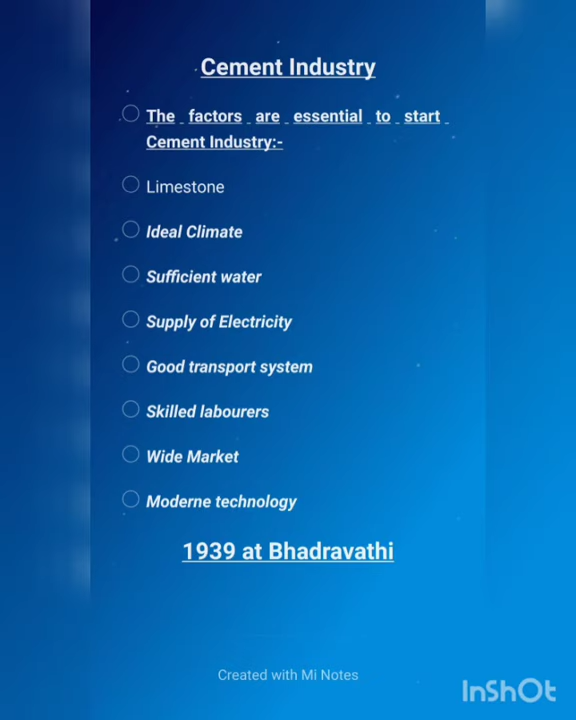 Cement Industry
The factors are essential to start
Cement Industry:-
Limestone
Ideal Climate
Sufficient water
Supply of Electricity
Good transport system
Skilled labourers
Wide Market
Moderne technology
1939 at Bhadravathi
Created with Mi Notes
InShOt